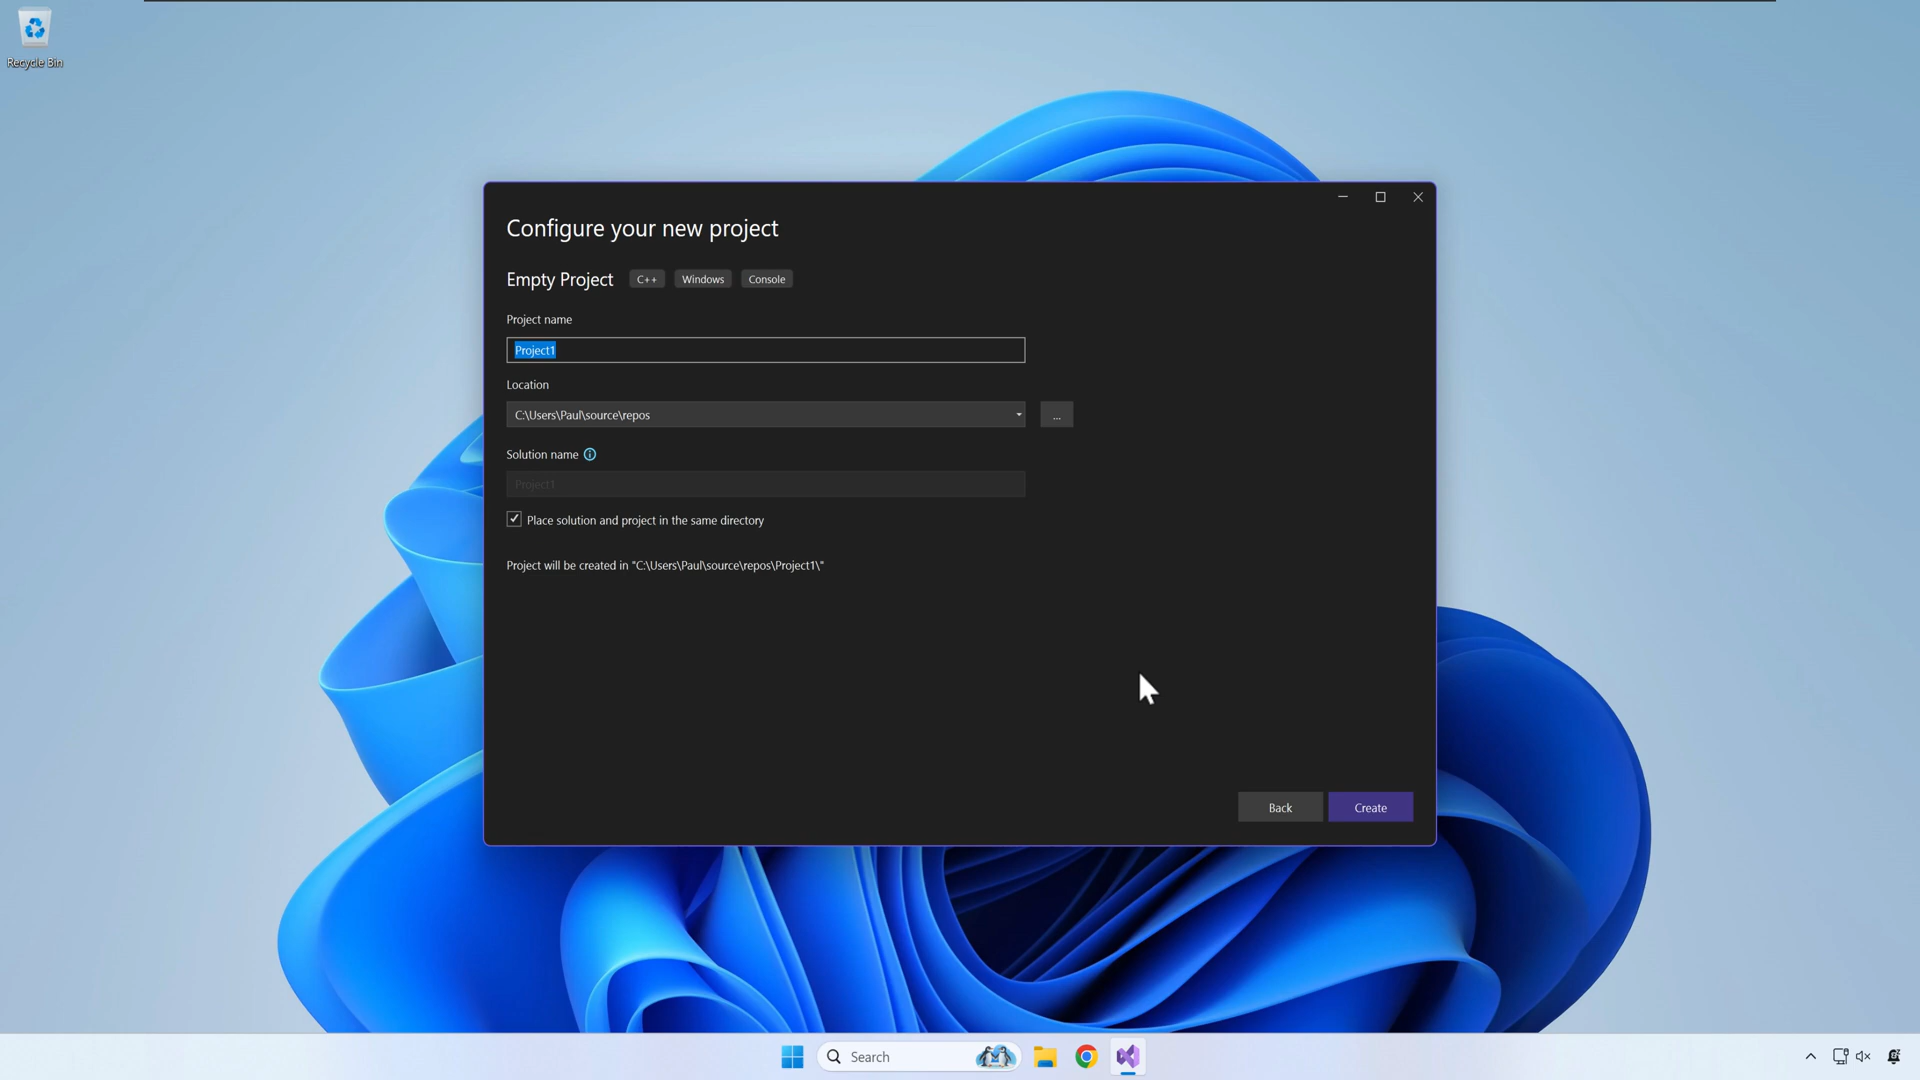 Recycle Bin
Configure your new project
Empty Project C++ Windows Console
Project name
Project1
Location
C:\Users\Paul\source\repos
...
Solution name
Project1
Place solution and project in the same directory
Project will be created in "C:\Users\Paul\source\repos\Project1\"
Back Create
Search